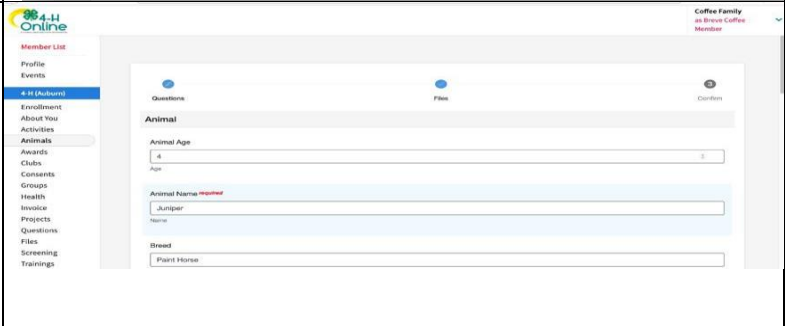 4-H
Online
Coffee Family
as Breve Coffee
Member
Member List
Profile
Events
4-H (Auburn)
Enrollment
About You
Activities
Animals
Awards
Clubs
Consents
Groups
Health
Invoice
Projects
Questions
Files
Screening
Trainings
Questions
Files
3
Confirm
Animal
Animal Age
4
Age
Animal Name required
Juniper
Name
Breed
Paint Horse